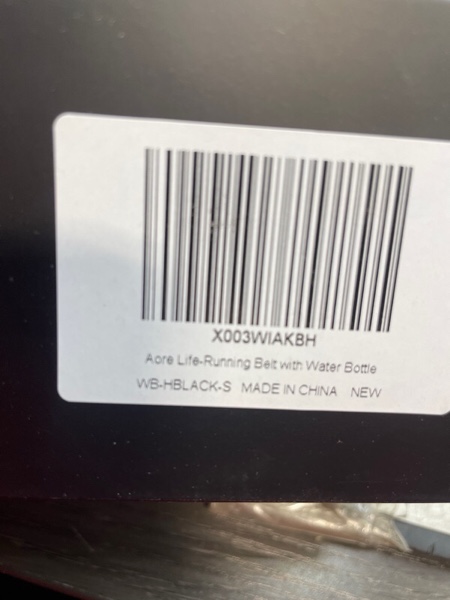 X003WIAKBH
Aore Life-Running Belt with Water Bottle
WB-HBLACK-S MADE IN CHINA NEW